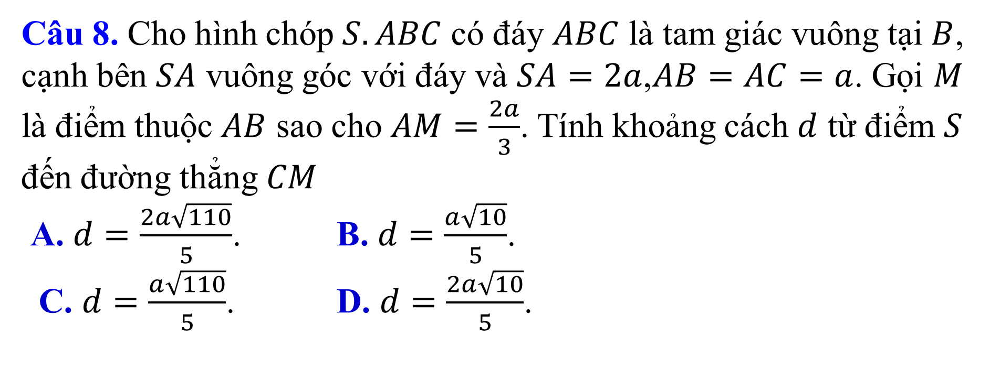 Câu 8. Cho hình chóp S. ABC có đáy ABC là tam giác vuông tại B,
cạnh bên SA vuông góc với đáy và SA = 2a,AB = AC = a. Gọi M
là điểm thuộc AB sao cho AM = \frac{2a}{3}. Tính khoảng cách d từ điểm S
đến đường thẳng CM
A. d = \frac{2a\sqrt{110}}{5}. B. d = \frac{a\sqrt{10}}{5}.
C. d = \frac{a\sqrt{110}}{5}. D. d = \frac{2a\sqrt{10}}{5}.